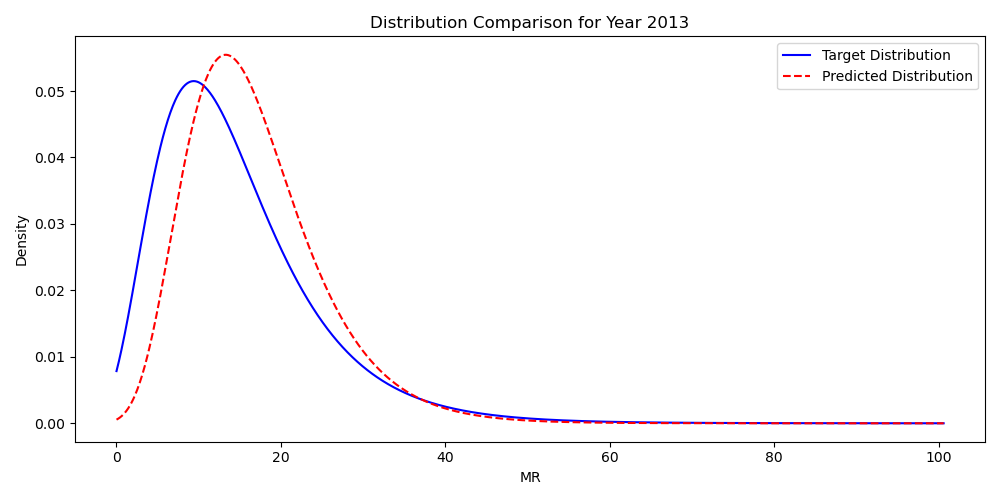 Distribution Comparison for Year 2013
Target Distribution
Predicted Distribution
Density
0.05
0.04
0.03
0.02
0.01
0.00
0 20 40 60 80 100
MR